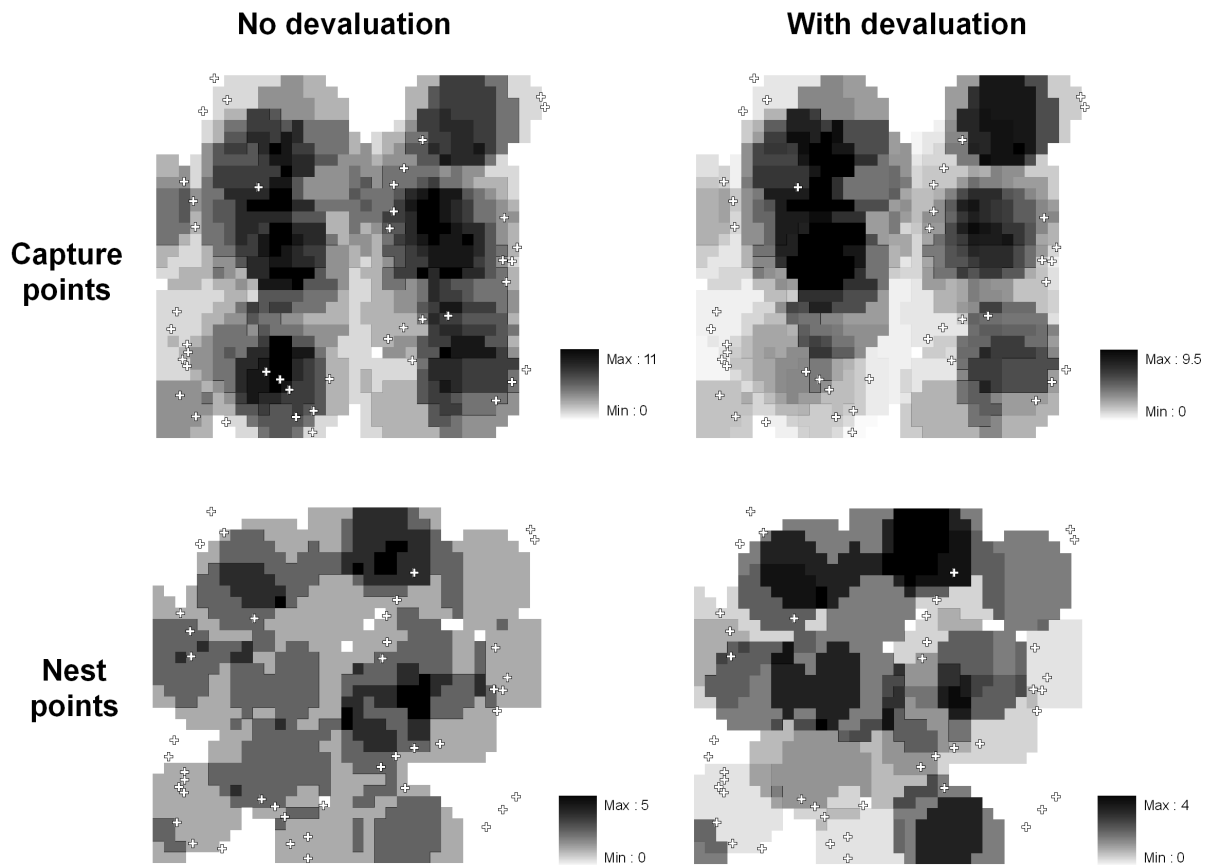 No devaluation
With devaluation
Capture
points
Max : 11
Min : 0
Max : 9.5
Min : 0
Nest
points
Max : 5
Min : 0
Max : 4
Min : 0